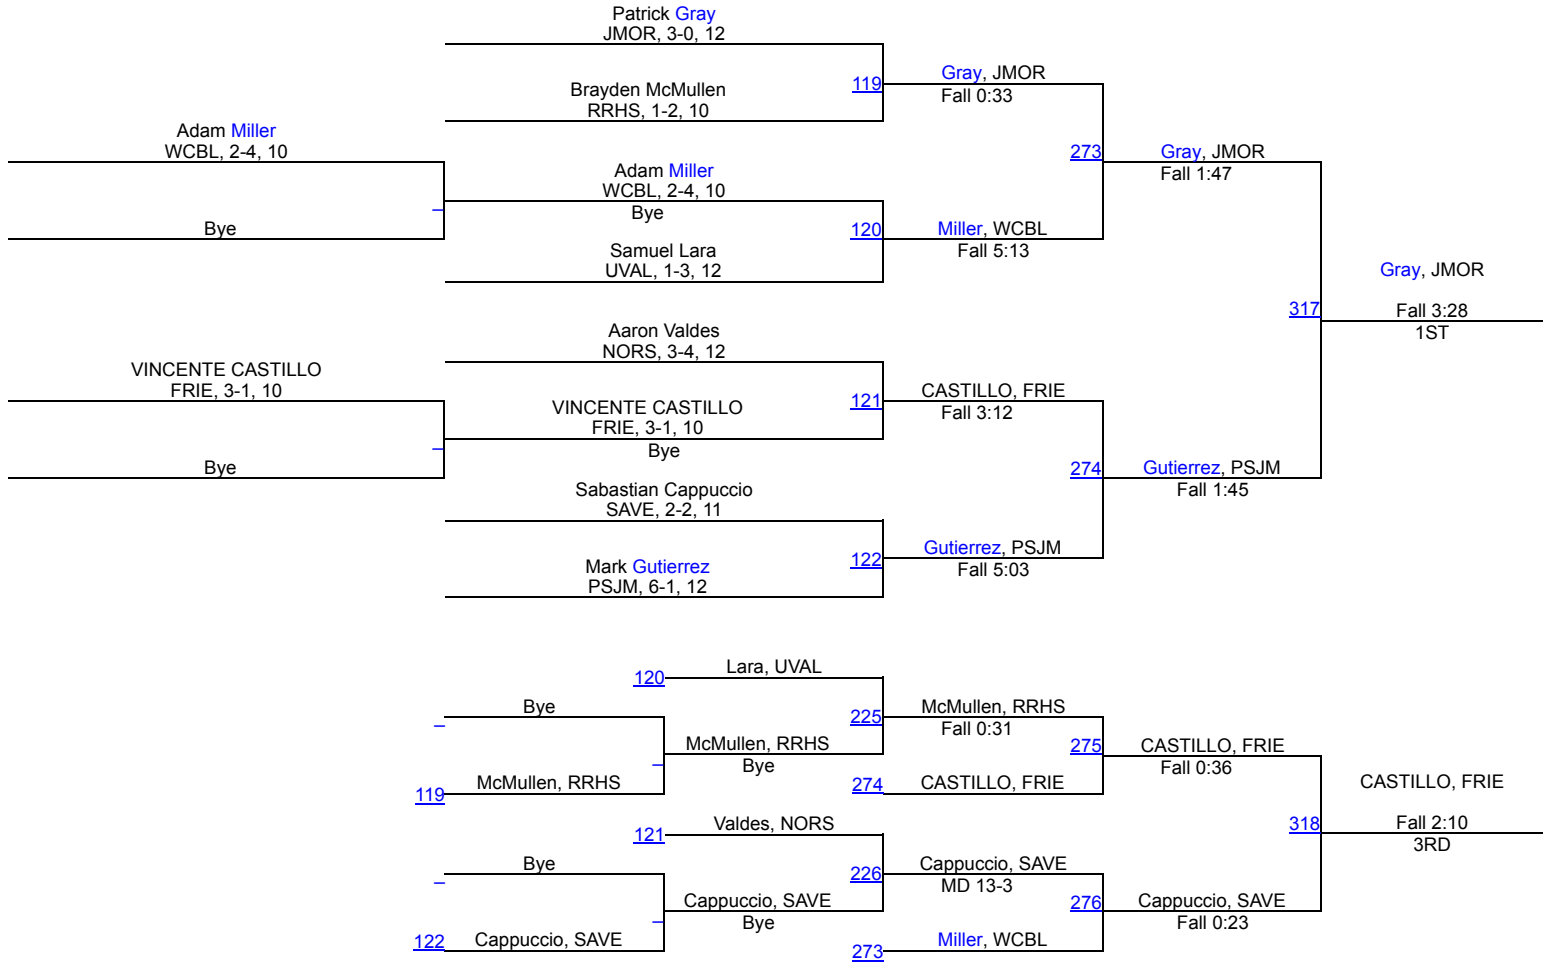 Patrick Gray
JMOR, 3-0, 12
119
Gray, JMOR
Fall 0:33
Brayden McMullen
RRHS, 1-2, 10
Adam Miller
WCBL, 2-4, 10
273
Gray, JMOR
Fall 1:47
Adam Miller
WCBL, 2-4, 10
Bye
Bye
120
Miller, WCBL
Fall 5:13
Samuel Lara
UVAL, 1-3, 12
Gray, JMOR
317
Fall 3:28
1ST
Aaron Valdes
NORS, 3-4, 12
VINCENTE CASTILLO
FRIE, 3-1, 10
121
CASTILLO, FRIE
Fall 3:12
VINCENTE CASTILLO
FRIE, 3-1, 10
Bye
Bye
274
Gutierrez, PSJM
Fall 1:45
Sabastian Cappuccio
SAVE, 2-2, 11
122
Gutierrez, PSJM
Fall 5:03
Mark Gutierrez
PSJM, 6-1, 12
120
Lara, UVAL
Bye
225
McMullen, RRHS
Fall 0:31
McMullen, RRHS
Bye
275
CASTILLO, FRIE
Fall 0:36
119
McMullen, RRHS
274
CASTILLO, FRIE
CASTILLO, FRIE
318
Fall 2:10
3RD
121
Valdes, NORS
Bye
226
Cappuccio, SAVE
MD 13-3
Cappuccio, SAVE
Bye
276
Cappuccio, SAVE
Fall 0:23
122
Cappuccio, SAVE
273
Miller, WCBL